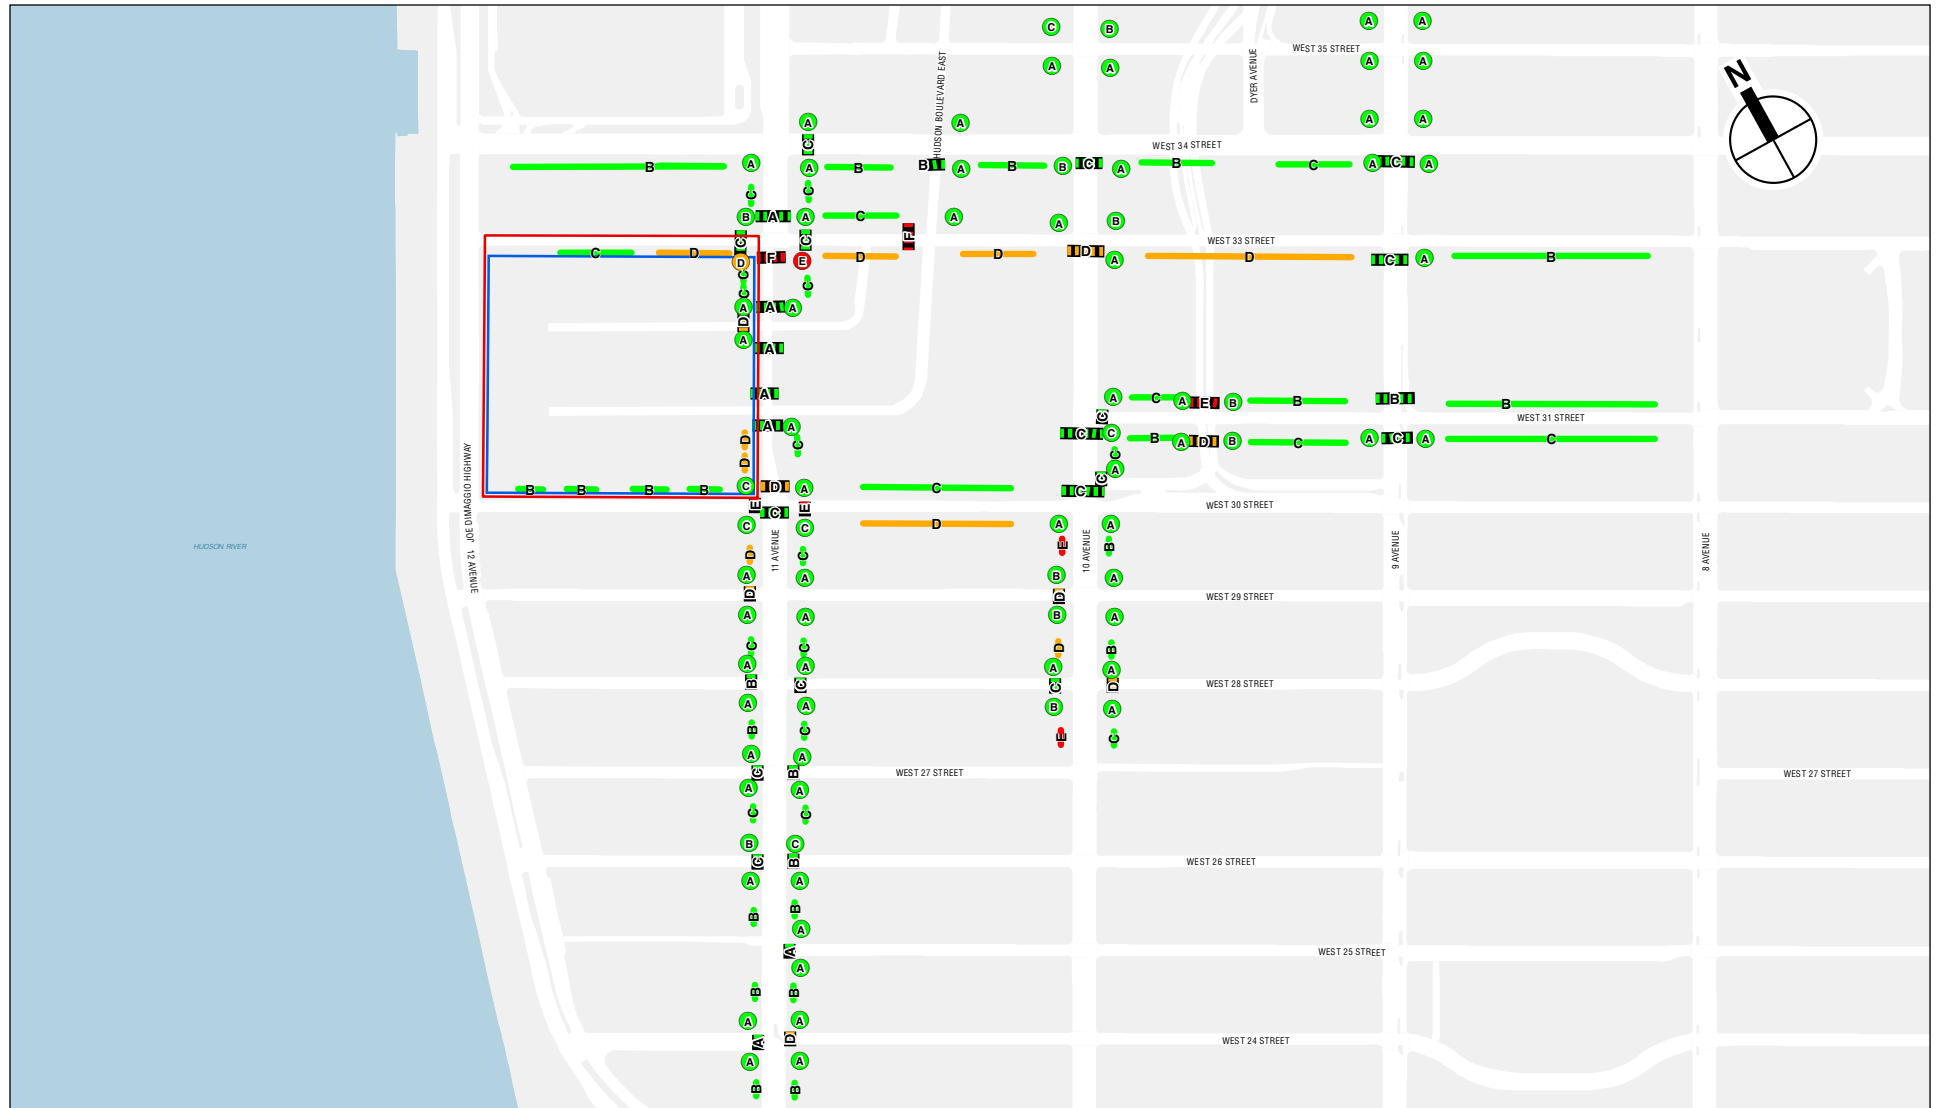 C B A A
WEST 35 STREET
N
A A A A
HUDSON BOULEVARD EAST
DYER AVENUE
A A A A
C
WEST 34 STREET
B A A B B A B B C A B C A C A
C C
B A A C A A B
C C F
WEST 33 STREET
C D D F E D D D A D C A B
C C C
A A A
D
A A
A
A C A E B B B B
C
WEST 31 STREET
A A C C B A D B C A C A C
D C
C
D A
C
B B B B C D A C C
E C E
WEST 30 STREET
C C D A A
HUDSON RIVER
JOE DIMAGGIO HIGHWAY
12 AVENUE
11 AVENUE
10 AVENUE
9 AVENUE
8 AVENUE
D C E B
A A B A
D D
WEST 29 STREET
A A B A
C C D B
A A A A
B C C D
WEST 28 STREET
A A B A
B C E C
A A
C B
WEST 27 STREET
WEST 27 STREET
A A
C C
B C
C B
WEST 26 STREET
A A
B B
A
A
WEST 25 STREET
A
B B
A A
A D
WEST 24 STREET
A A
B B